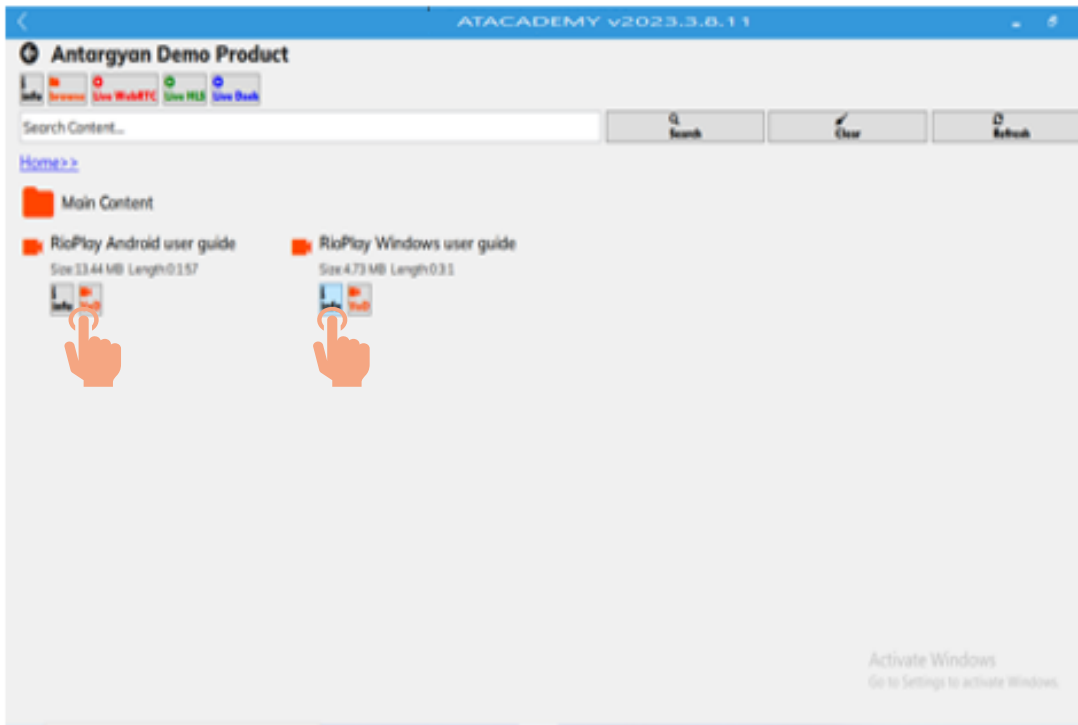 ATACADEMY v2023.3.8.11
Antargyan Demo Product
info browse Live WebRTC Live HLS Live Dash
Search Content... Search Clear Refresh
Home>>
Main Content
RioPlay Android user guide RioPlay Windows user guide
Size:13.44 MB Length:0:1:57 Size:4.73 MB Length:0:3:1
info VoD info VoD
Activate Windows
Go to Settings to activate Windows.